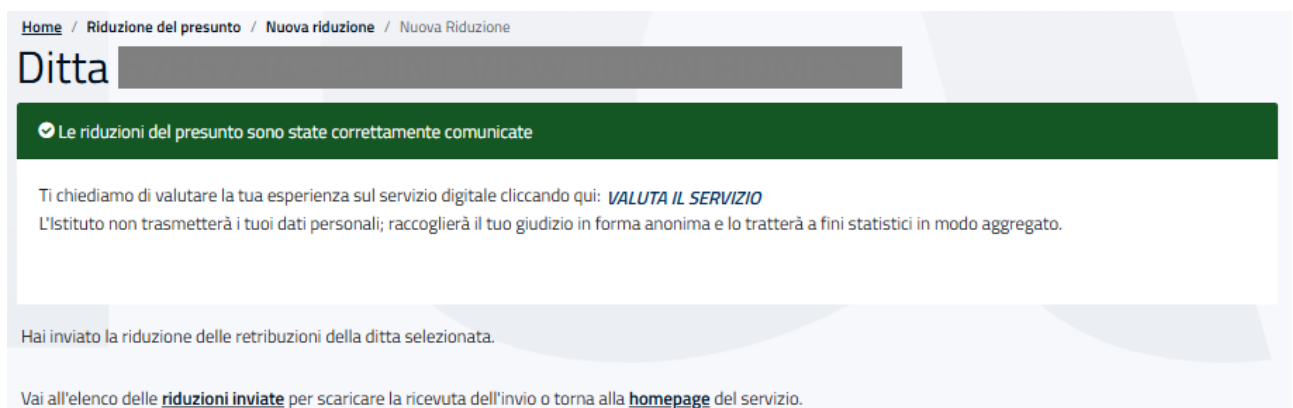 Home / Riduzione del presunto / Nuova riduzione / Nuova Riduzione
Ditta
Le riduzioni del presunto sono state correttamente comunicate
Ti chiediamo di valutare la tua esperienza sul servizio digitale cliccando qui: VALUTA IL SERVIZIO
L'Istituto non trasmetterà i tuoi dati personali; raccoglierà il tuo giudizio in forma anonima e lo tratterà a fini statistici in modo aggregato.
Hai inviato la riduzione delle retribuzioni della ditta selezionata.
Vai all'elenco delle riduzioni inviate per scaricare la ricevuta dell'invio o torna alla homepage del servizio.